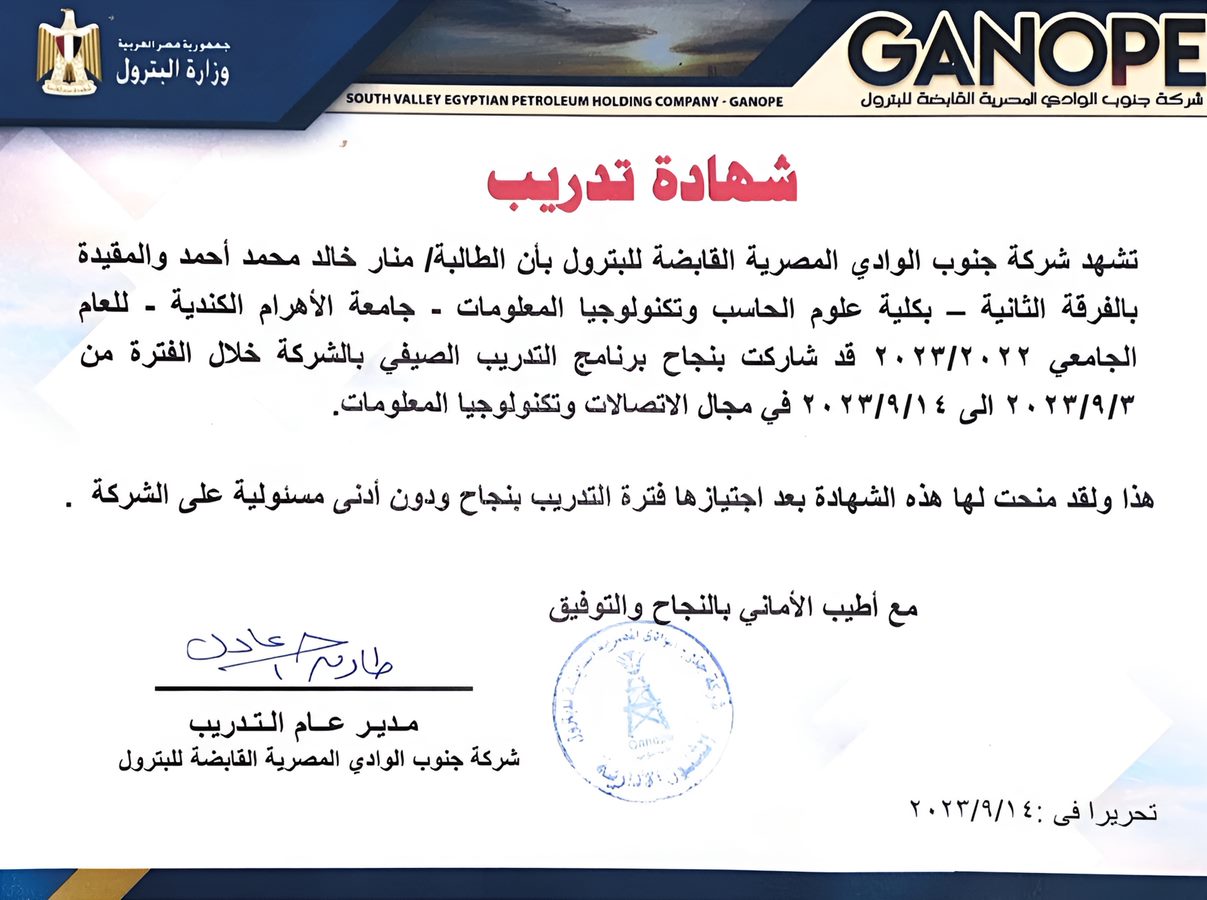 جمهورية مصر العربية
وزارة البترول
GANOPE
SOUTH VALLEY EGYPTIAN PETROLEUM HOLDING COMPANY - GANOPE
شركة جنوب الوادي المصرية القابضة للبترول
شهادة تدريب
تشهد شركة جنوب الوادي المصرية القابضة للبترول بأن الطالبة/ منار خالد محمد أحمد والمقيدة
بالفرقة الثانية – بكلية علوم الحاسب وتكنولوجيا المعلومات - جامعة الأهرام الكندية - للعام
الجامعي ٢٠٢٣/٢٠٢٢ قد شاركت بنجاح برنامج التدريب الصيفي بالشركة خلال الفترة من
٢٠٢٣/٩/٣ الى ٢٠٢٣/٩/١٤ في مجال الاتصالات وتكنولوجيا المعلومات.
هذا ولقد منحت لها هذه الشهادة بعد اجتيازها فترة التدريب بنجاح ودون أدنى مسئولية على الشركة .
مع أطيب الأماني بالنجاح والتوفيق
مدير عام التدريب
شركة جنوب الوادي المصرية القابضة للبترول
تحريرا فى :٢٠٢٣/٩/١٤